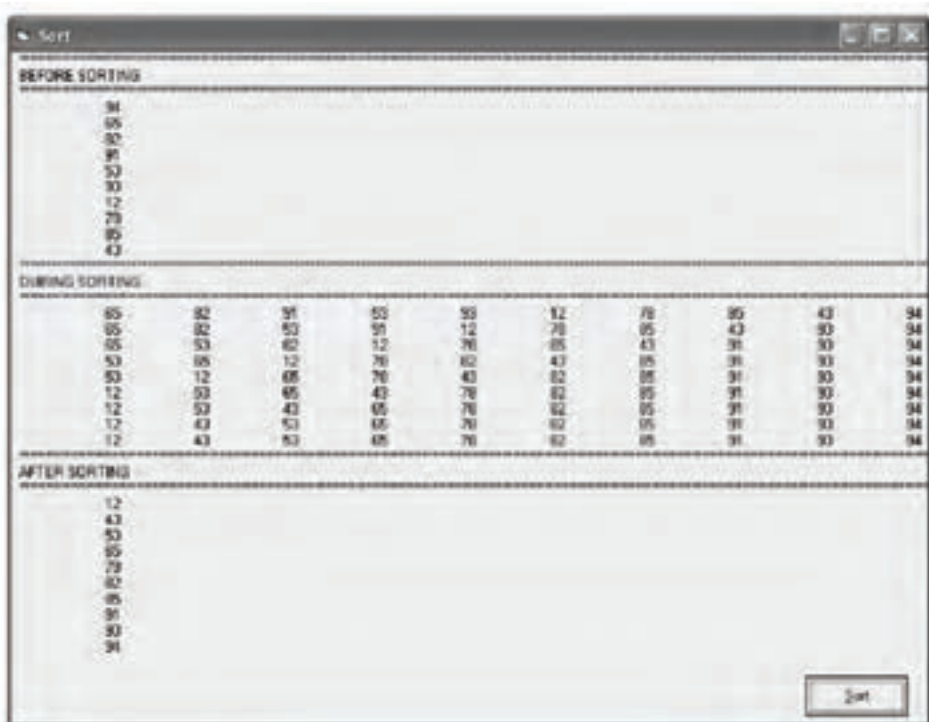 Sort
BEFORE SORTING
94
65
82
91
53
93
12
78
85
43
DURING SORTING
65 82 91 53 93 12 78 85 43 94
65 82 53 91 12 78 85 43 93 94
65 53 82 12 78 85 43 91 93 94
53 65 12 78 82 43 85 91 93 94
53 12 65 78 43 82 85 91 93 94
12 53 65 43 78 82 85 91 93 94
12 53 43 65 78 82 85 91 93 94
12 43 53 65 78 82 85 91 93 94
12 43 53 65 78 82 85 91 93 94
AFTER SORTING
12
43
53
65
78
82
85
91
93
94
Sort